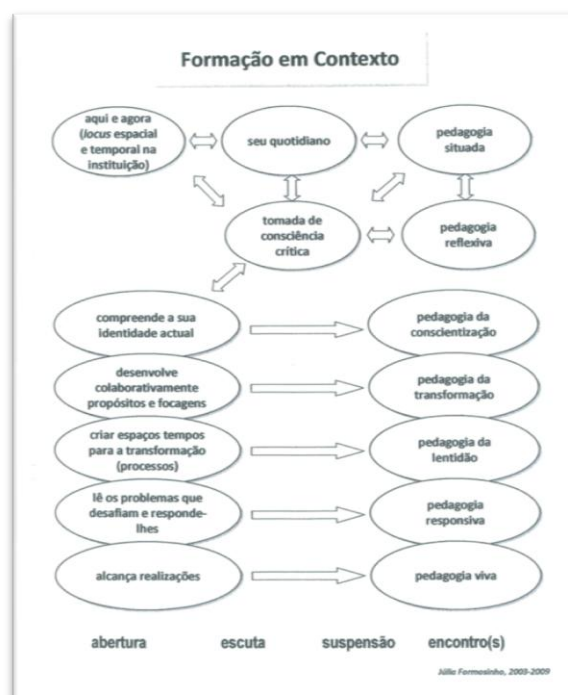 Formação em Contexto
aqui e agora
(locus espacial
e temporal na
instituição)
seu quotidiano
pedagogia
situada
tomada de
consciência
crítica
pedagogia
reflexiva
compreende a sua
identidade actual
pedagogia da
conscientização
desenvolve
colaborativamente
propósitos e focagens
pedagogia da
transformação
criar espaços tempos
para a transformação
(processos)
pedagogia da
lentidão
lê os problemas que
desafiam e responde-
lhes
pedagogia
responsiva
alcança realizações
pedagogia viva
abertura escuta suspensão encontro(s)
Júlia Formosinho, 2003-2009